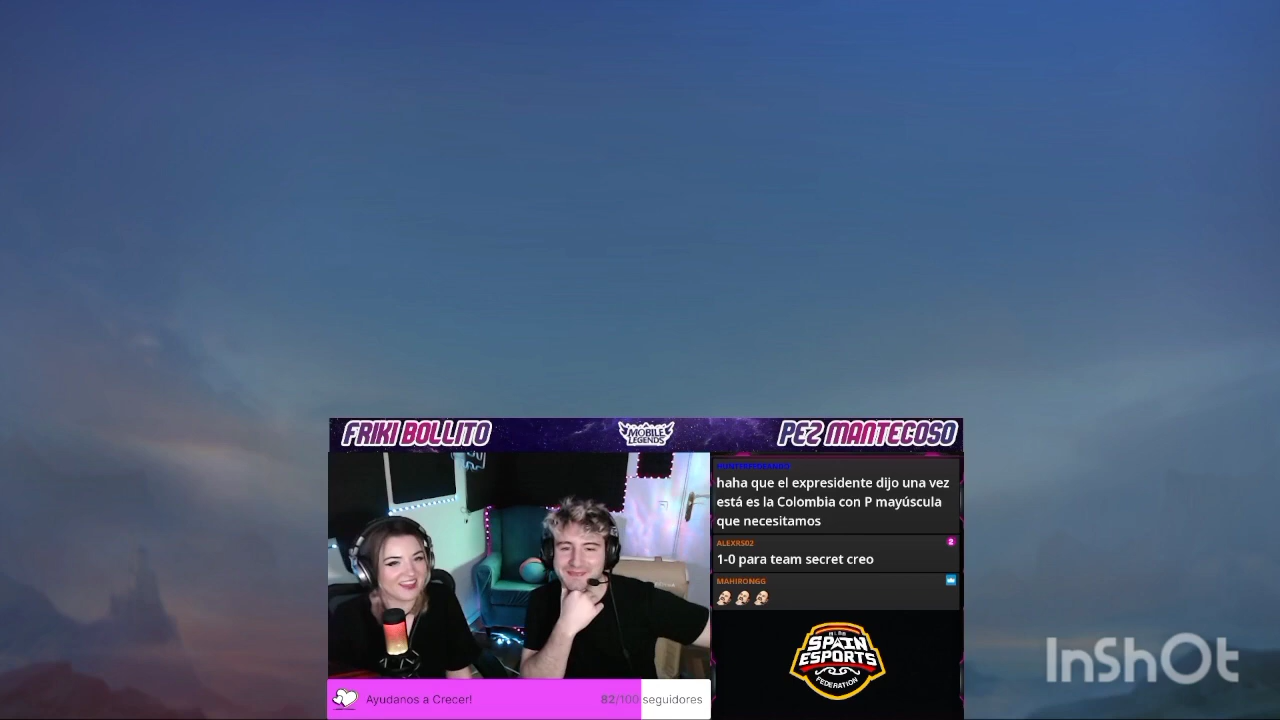 FRIKI BOLLITO
MOBILE
LEGENDS
PEZ MANTECOSO
haha que el expresidente dijo una vez
está es la Colombia con P mayúscula
que necesitamos
ALEXRS02
2
1-0 para team secret creo
MAHIRONGG
MLBB
SPAIN
ESPORTS
FEDERATION
Ayudanos a Crecer!
82/100 seguidores
InShOt